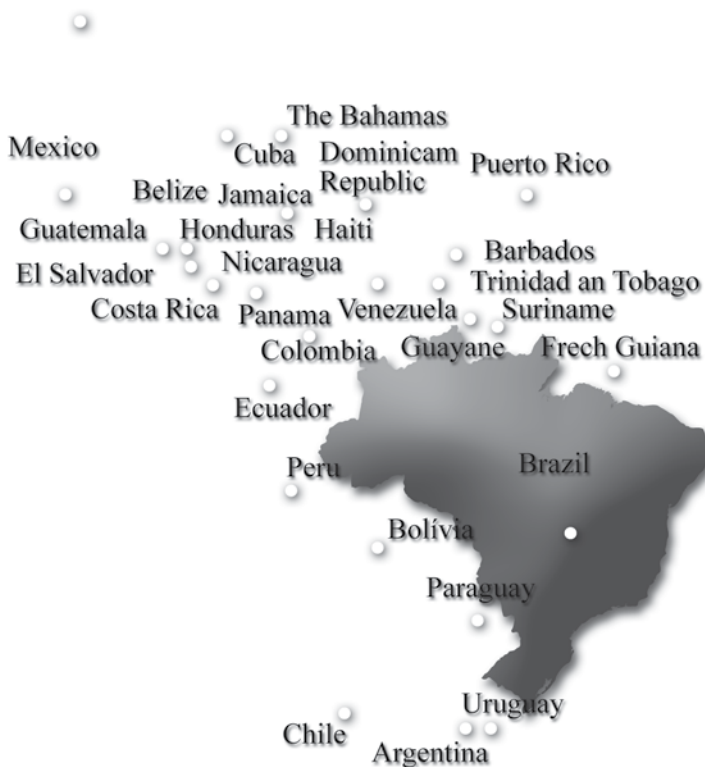 The Bahamas
Mexico
Cuba
Dominicam
Republic
Puerto Rico
Belize
Jamaica
Guatemala
Honduras
Haiti
El Salvador
Nicaragua
Barbados
Costa Rica
Panama
Venezuela
Trinidad an Tobago
Suriname
Colombia
Guayane
Frech Guiana
Ecuador
Peru
Brazil
Bolívia
Paraguay
Uruguay
Chile
Argentina